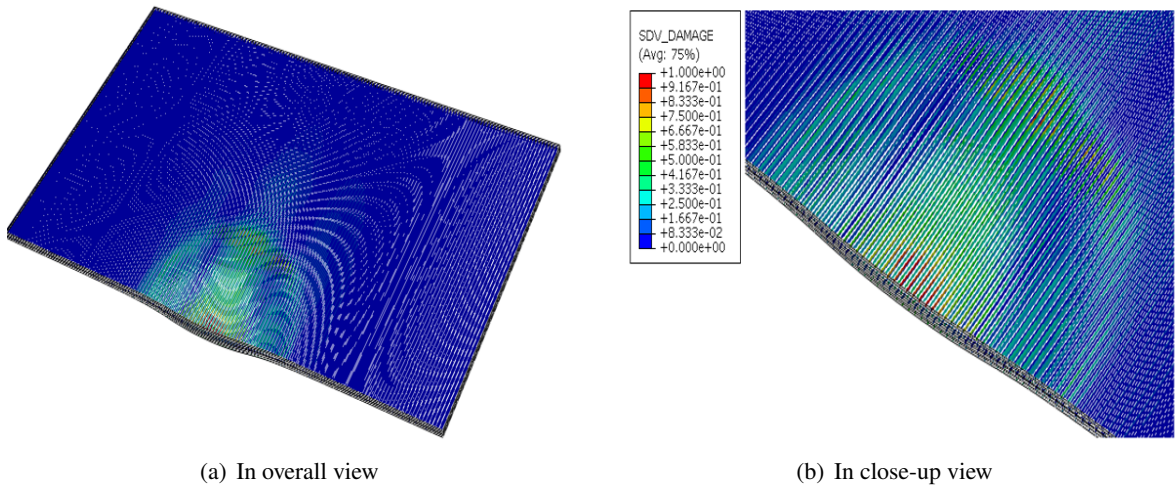 SDV_DAMAGE
(Avg: 75%)
+1.000e+00
+9.167e-01
+8.333e-01
+7.500e-01
+6.667e-01
+5.833e-01
+5.000e-01
+4.167e-01
+3.333e-01
+2.500e-01
+1.667e-01
+8.333e-02
+0.000e+00
(a) In overall view
(b) In close-up view